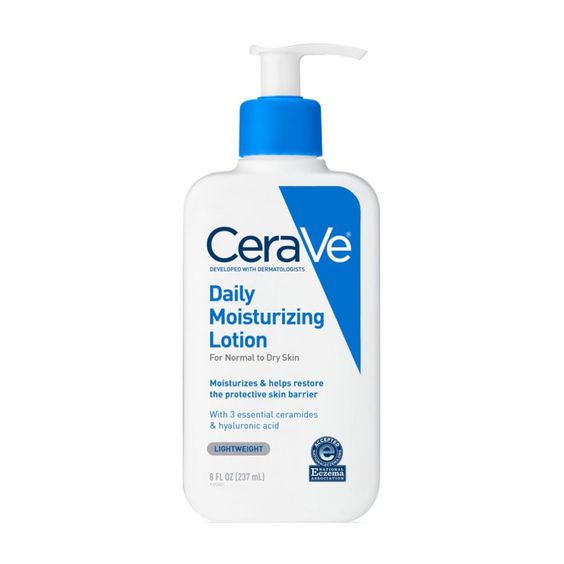 CeraVe®
DEVELOPED WITH DERMATOLOGISTS
Daily
Moisturizing
Lotion
For Normal to Dry Skin
Moisturizes & helps restore
the protective skin barrier
With 3 essential ceramides
& hyaluronic acid
LIGHTWEIGHT
8 FL OZ (237 mL)
ACCEPTED
e
NATIONAL
Eczema
ASSOCIATION